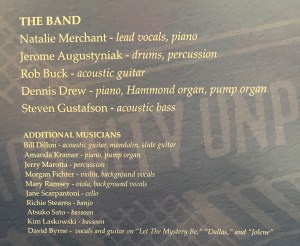 THE BAND
Natalie Merchant - lead vocals, piano
Jerome Augustyniak - drums, percussion
Rob Buck - acoustic guitar
Dennis Drew - piano, Hammond organ, pump organ
Steven Gustafson - acoustic bass
ADDITIONAL MUSICIANS
Bill Dillon - acoustic guitar, mandolin, slide guitar
Amanda Kramer - piano, pump organ
Jerry Marotta - percussion
Morgan Fichter - violin, background vocals
Mary Ramsey - viola, background vocals
Jane Scarpantoni - cello
Richie Stearns - banjo
Atsuko Sato - bassoon
Kim Laskowski - bassoon
David Byrne - vocals and guitar on "Let The Mystery Be," "Dallas," and "Jolene"